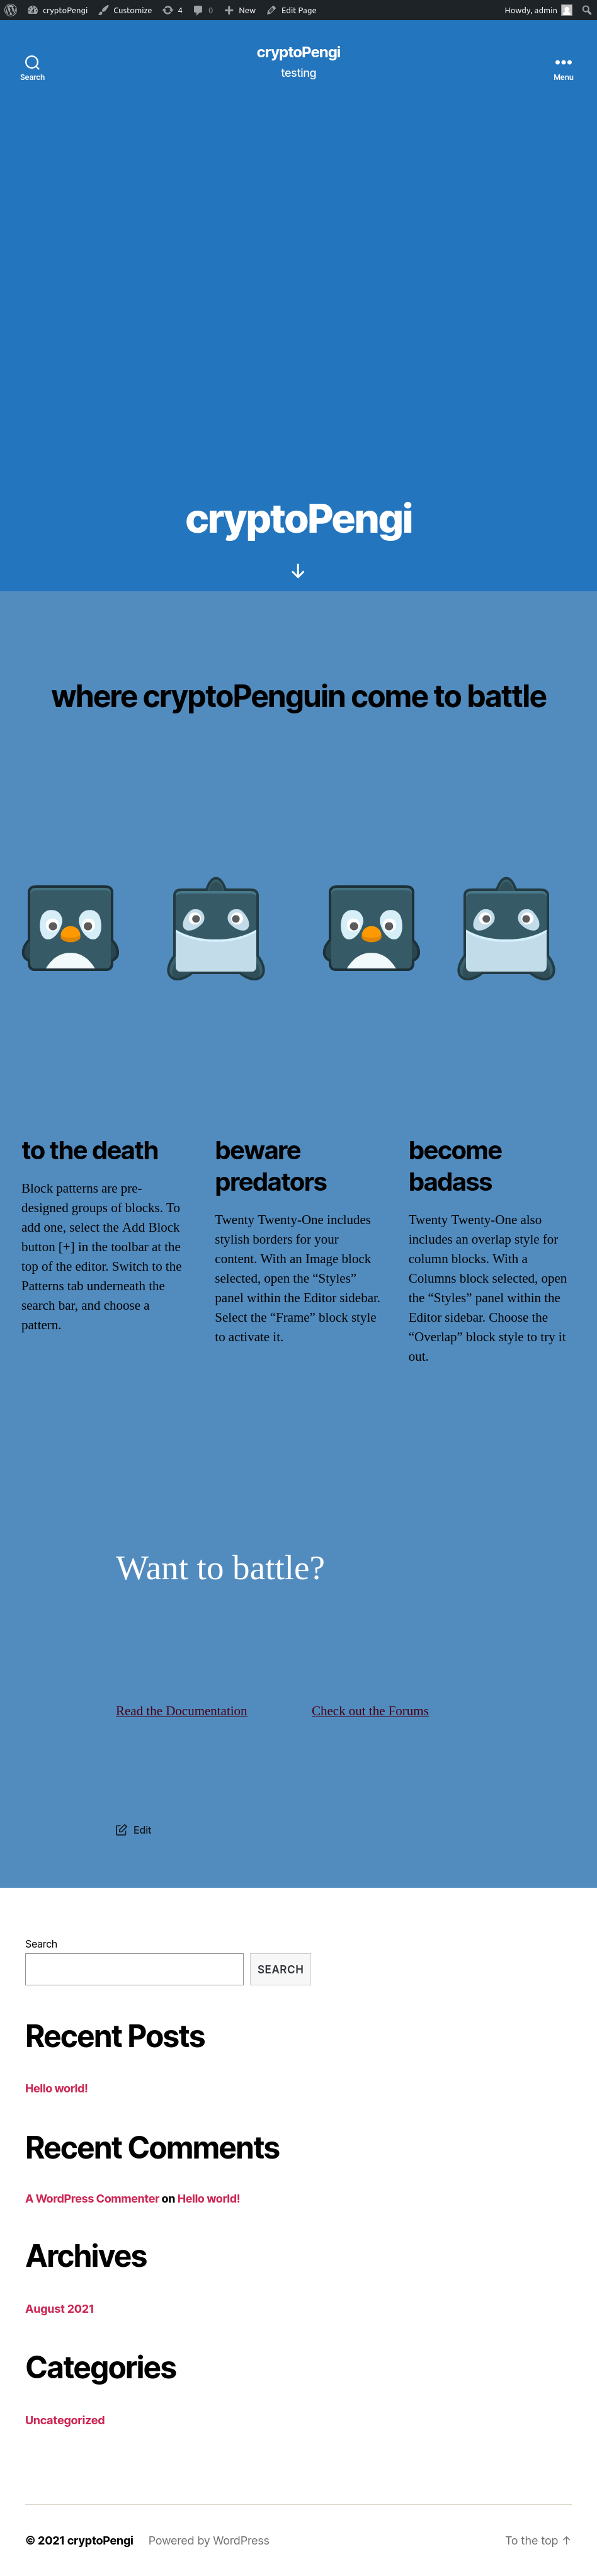 cryptoPengi Customize 4 0 New Edit Page Howdy, admin
cryptoPengi
testing
Search
Menu
cryptoPengi
↓
where cryptoPenguin come to battle
to the death
Block patterns are pre-
designed groups of blocks. To
add one, select the Add Block
button [+] in the toolbar at the
top of the editor. Switch to the
Patterns tab underneath the
search bar, and choose a
pattern.
beware
predators
Twenty Twenty-One includes
stylish borders for your
content. With an Image block
selected, open the “Styles”
panel within the Editor sidebar.
Select the “Frame” block style
to activate it.
become
badass
Twenty Twenty-One also
includes an overlap style for
column blocks. With a
Columns block selected, open
the “Styles” panel within the
Editor sidebar. Choose the
“Overlap” block style to try it
out.
Want to battle?
Read the Documentation
Check out the Forums
Edit
Search
SEARCH
Recent Posts
Hello world!
Recent Comments
A WordPress Commenter on Hello world!
Archives
August 2021
Categories
Uncategorized
© 2021 cryptoPengi Powered by WordPress To the top ↑